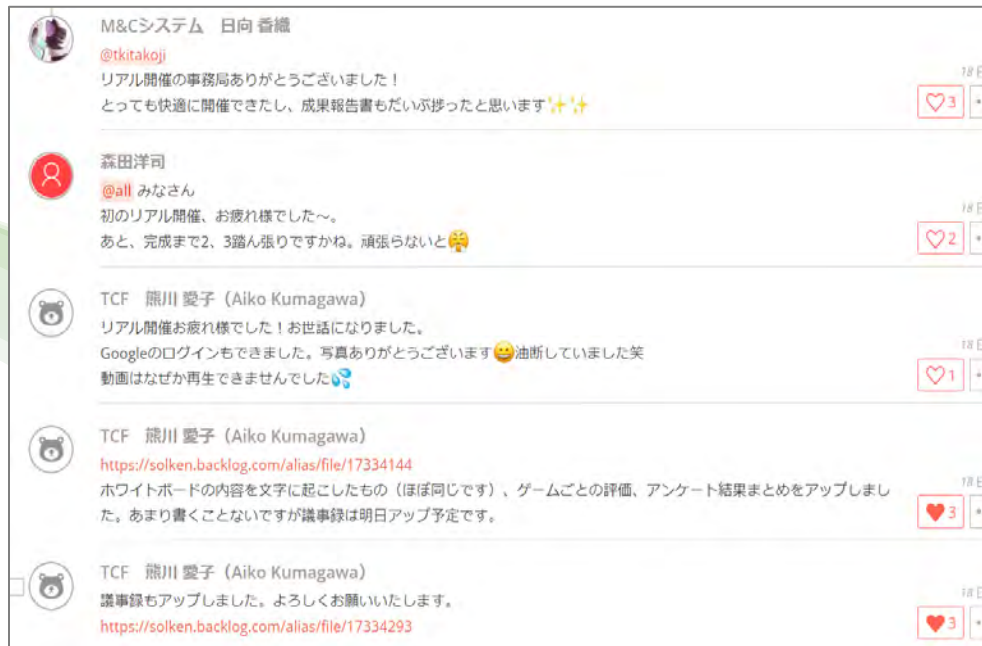 M&Cシステム 日向 香織
@tkitakoji
リアル開催の事務局ありがとうございました！
とっても快適に開催できたし、成果報告書もだいぶ捗ったと思います✨✨
18日
3
森田洋司
@all みなさん
初のリアル開催、お疲れ様でした〜。
あと、完成まで2、3踏ん張りですかね。頑張らないと😤
18日
2
TCF 熊川 愛子（Aiko Kumagawa）
リアル開催お疲れ様でした！お世話になりました。
Googleのログインもできました。写真ありがとうございます😀油断していました笑
動画はなぜか再生できませんでした💦
18日
1
TCF 熊川 愛子（Aiko Kumagawa）
https://solken.backlog.com/alias/file/17334144
ホワイトボードの内容を文字に起こしたもの（ほぼ同じです）、ゲームごとの評価、アンケート結果まとめをアップしまし
た。あまり書くことないですが議事録は明日アップ予定です。
18日
3
TCF 熊川 愛子（Aiko Kumagawa）
議事録もアップしました。よろしくお願いいたします。
https://solken.backlog.com/alias/file/17334293
18日
3